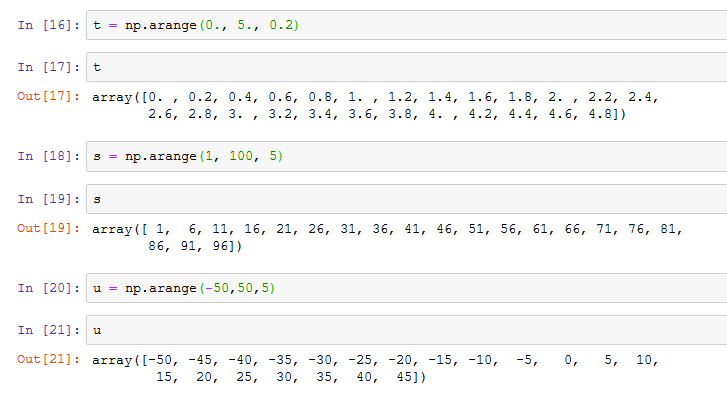 In [16]: t = np.arange(0., 5., 0.2)
In [17]: t
Out[17]: array([0. , 0.2, 0.4, 0.6, 0.8, 1. , 1.2, 1.4, 1.6, 1.8, 2. , 2.2, 2.4,
       2.6, 2.8, 3. , 3.2, 3.4, 3.6, 3.8, 4. , 4.2, 4.4, 4.6, 4.8])
In [18]: s = np.arange(1, 100, 5)
In [19]: s
Out[19]: array([ 1,  6, 11, 16, 21, 26, 31, 36, 41, 46, 51, 56, 61, 66, 71, 76, 81,
       86, 91, 96])
In [20]: u = np.arange(-50,50,5)
In [21]: u
Out[21]: array([-50, -45, -40, -35, -30, -25, -20, -15, -10,  -5,   0,   5,  10,
        15,  20,  25,  30,  35,  40,  45])